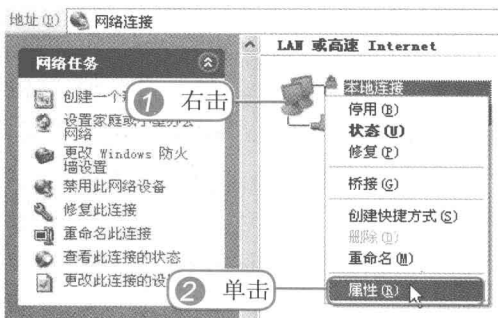 地址(D) 网络连接
LAN 或高速 Internet
网络任务
创建一个
1 右击
设置家庭或小型办公
网络
更改 Windows 防火
墙设置
禁用此网络设备
修复此连接
重命名此连接
查看此连接的状态
更改此连接的设
2 单击
本地连接
停用(B)
状态(U)
修复(P)
桥接(G)
创建快捷方式(S)
删除(D)
重命名(M)
属性(R)